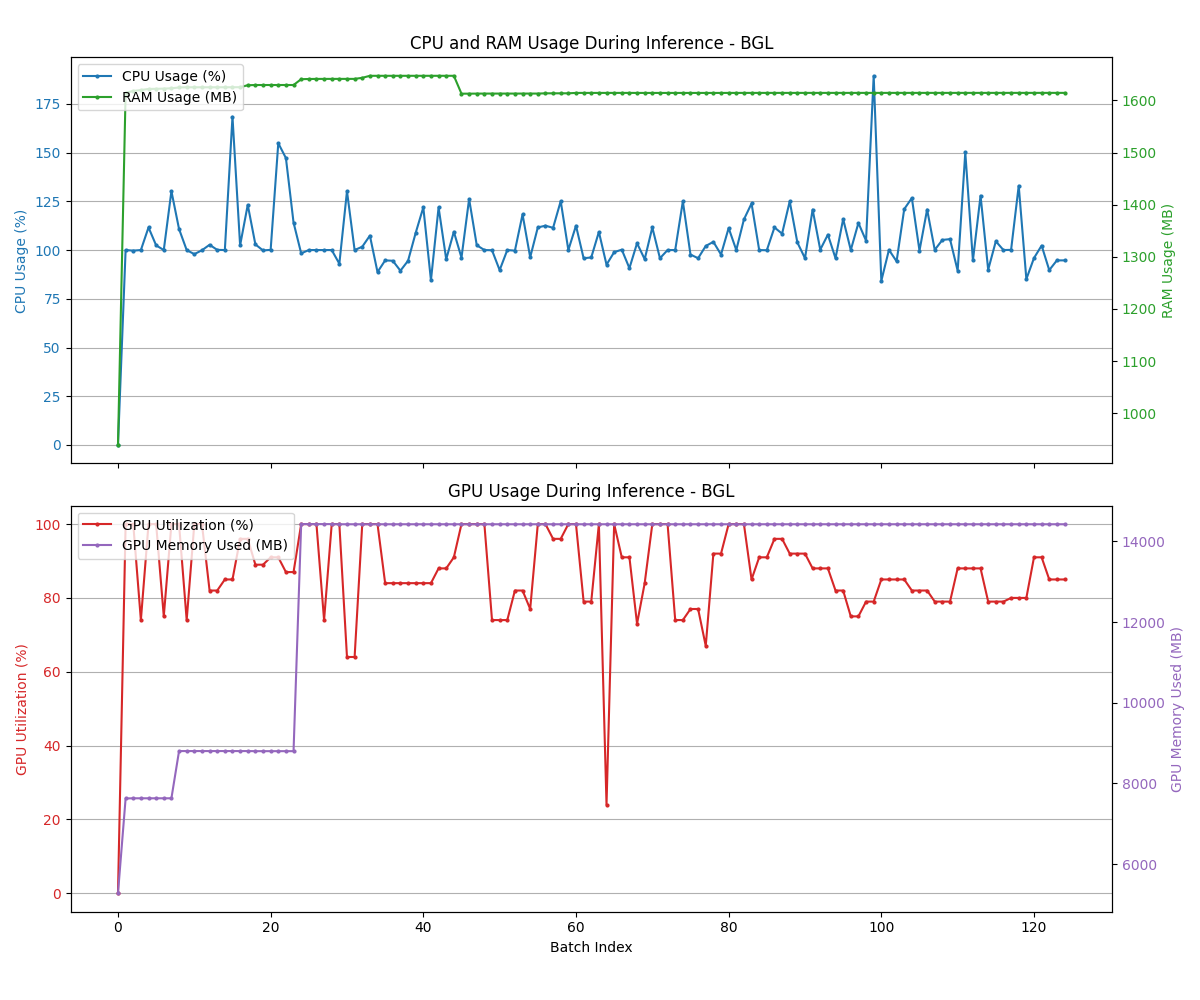 CPU and RAM Usage During Inference - BGL
CPU Usage (%)
RAM Usage (MB)
175
150
125
100
75
50
25
0
CPU Usage (%)
1600
1500
1400
1300
1200
1100
1000
RAM Usage (MB)
GPU Usage During Inference - BGL
GPU Utilization (%)
GPU Memory Used (MB)
100
80
60
40
20
0
GPU Utilization (%)
14000
12000
10000
8000
6000
GPU Memory Used (MB)
0 20 40 60 80 100 120
Batch Index